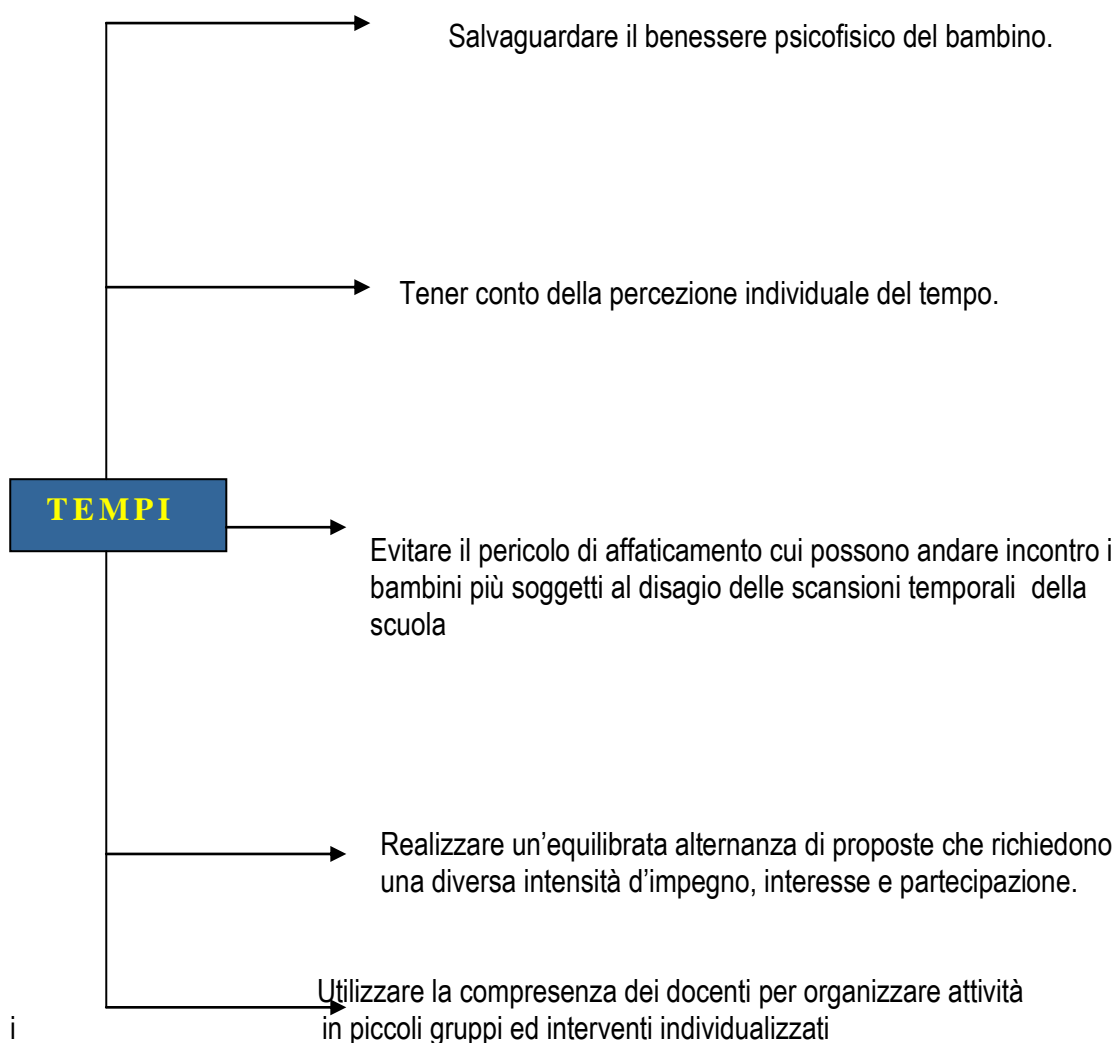 Salvaguardare il benessere psicofisico del bambino.
Tener conto della percezione individuale del tempo.
TEMPI
Evitare il pericolo di affaticamento cui possono andare incontro i
bambini più soggetti al disagio delle scansioni temporali della
scuola
Realizzare un’equilibrata alternanza di proposte che richiedono
una diversa intensità d’impegno, interesse e partecipazione.
Utilizzare la compresenza dei docenti per organizzare attività
i in piccoli gruppi ed interventi individualizzati